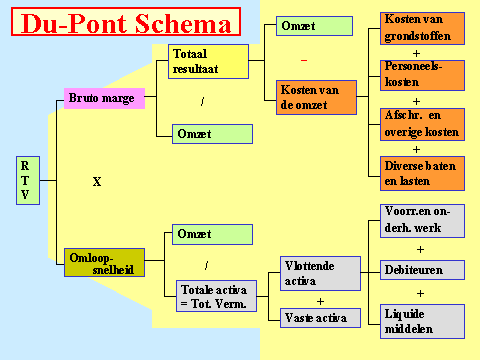 Du-Pont Schema
Omzet
Kosten van
grondstoffen
+
Totaal
resultaat
–
Personeels-
kosten
Kosten van
de omzet
+
Bruto marge
/
Afschr. en
overige kosten
Omzet
+
Diverse baten
en lasten
R
T
V
X
Omzet
Voorr.en on-
derh. werk
+
Omloop-
snelheid
/
Vlottende
activa
Debiteuren
Totale activa
= Tot. Verm.
+
+
Vaste activa
Liquide
middelen